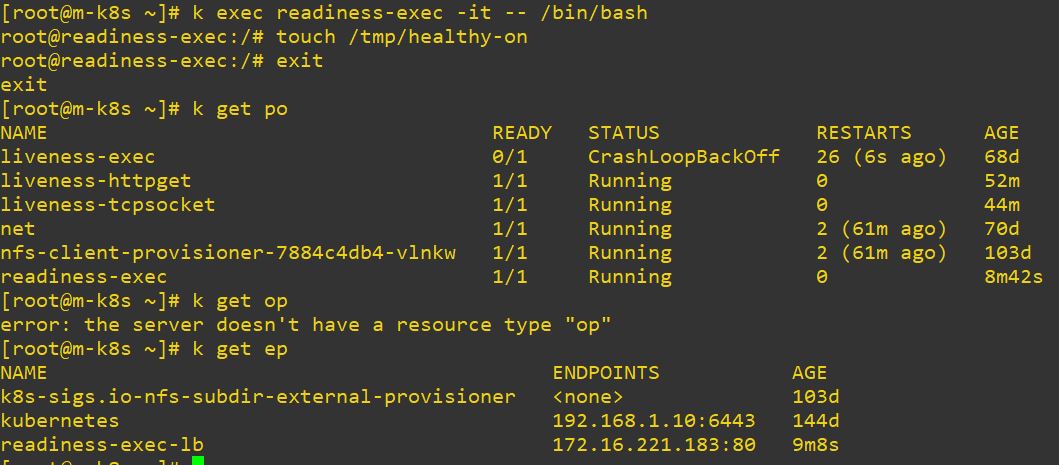 [root@m-k8s ~]# k exec readiness-exec -it -- /bin/bash
root@readiness-exec:/# touch /tmp/healthy-on
root@readiness-exec:/# exit
exit
[root@m-k8s ~]# k get po
NAME READY STATUS RESTARTS AGE
liveness-exec 0/1 CrashLoopBackOff 26 (6s ago) 68d
liveness-httpget 1/1 Running 0 52m
liveness-tcpsocket 1/1 Running 0 44m
net 1/1 Running 2 (61m ago) 70d
nfs-client-provisioner-7884c4db4-vlnkw 1/1 Running 2 (61m ago) 103d
readiness-exec 1/1 Running 0 8m42s
[root@m-k8s ~]# k get op
error: the server doesn't have a resource type "op"
[root@m-k8s ~]# k get ep
NAME ENDPOINTS AGE
k8s-sigs.io-nfs-subdir-external-provisioner <none> 103d
kubernetes 192.168.1.10:6443 144d
readiness-exec-lb 172.16.221.183:80 9m8s
[root@m-k8s ~]#